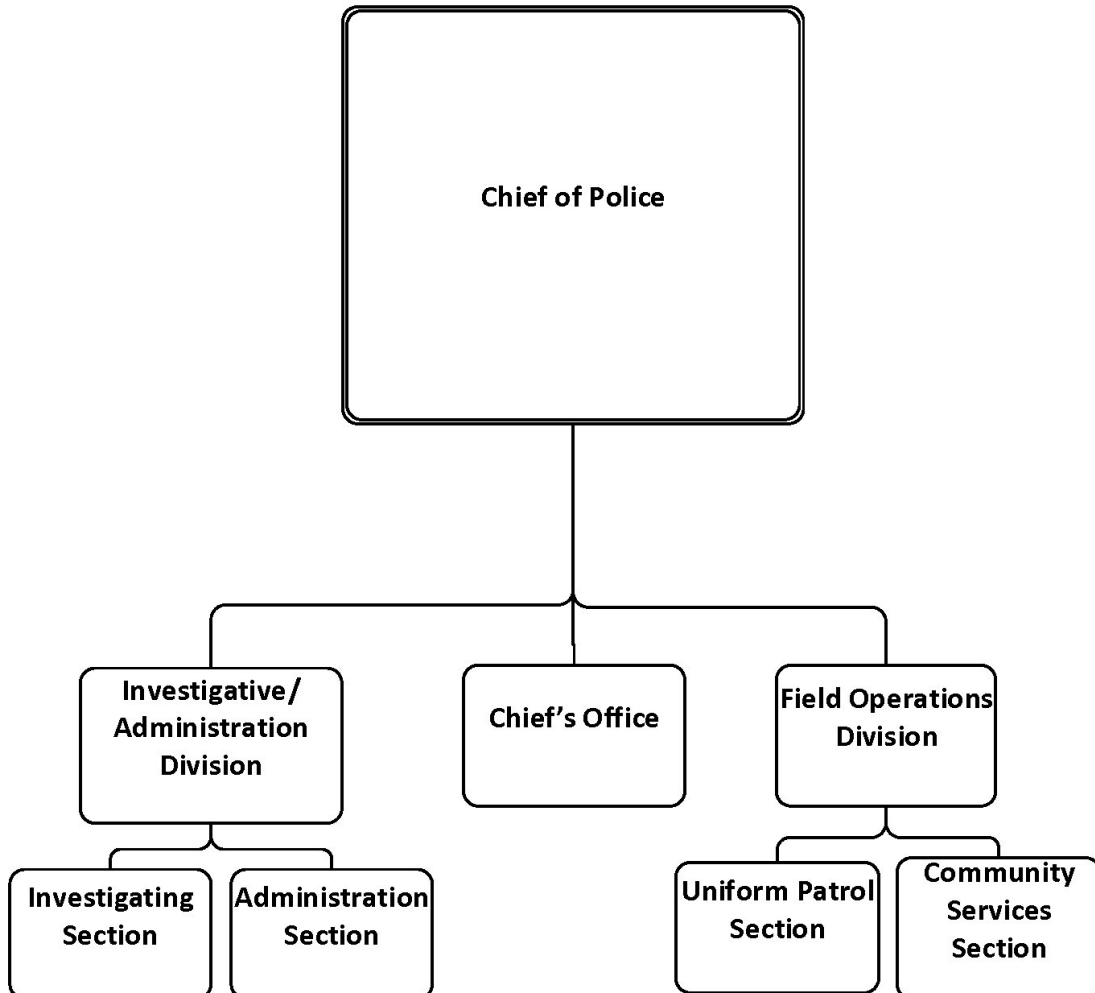 Chief of Police
Investigative/
Administration
Division
Chief’s Office
Field Operations
Division
Investigating
Section
Administration
Section
Uniform Patrol
Section
Community
Services
Section